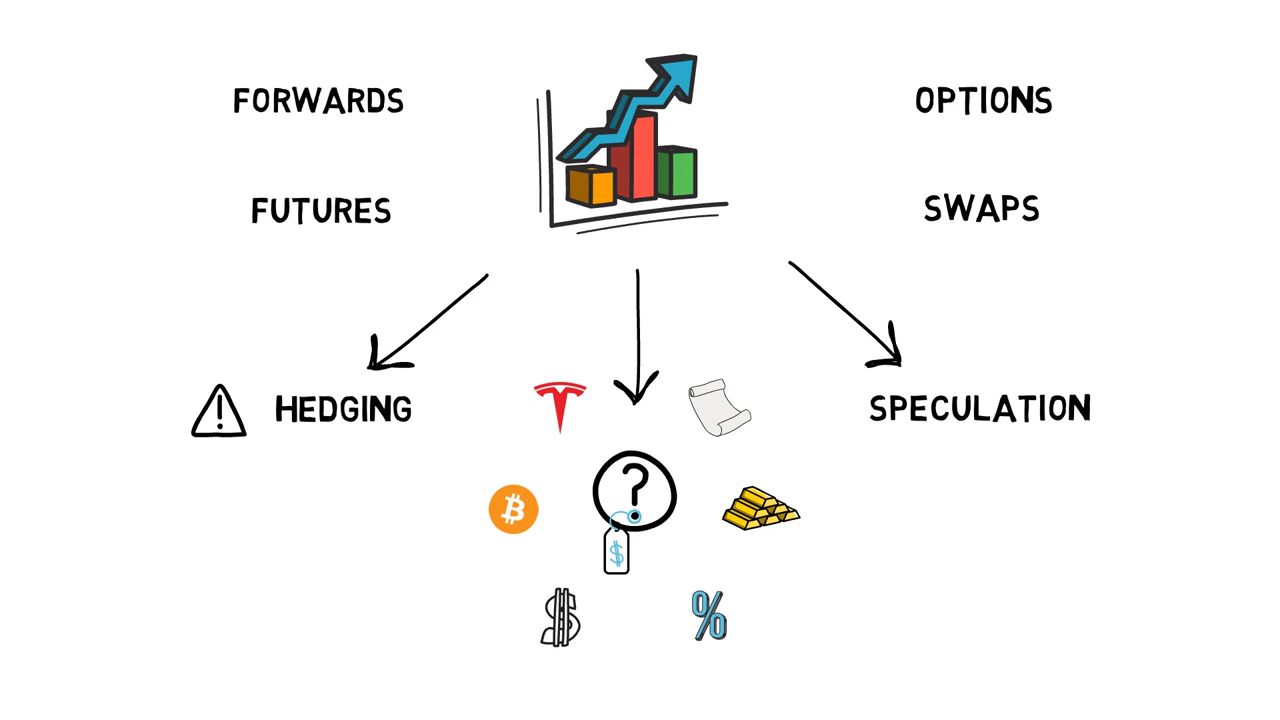 FORWARDS
OPTIONS
FUTURES
SWAPS
HEDGING
SPECULATION
?
$
$
%